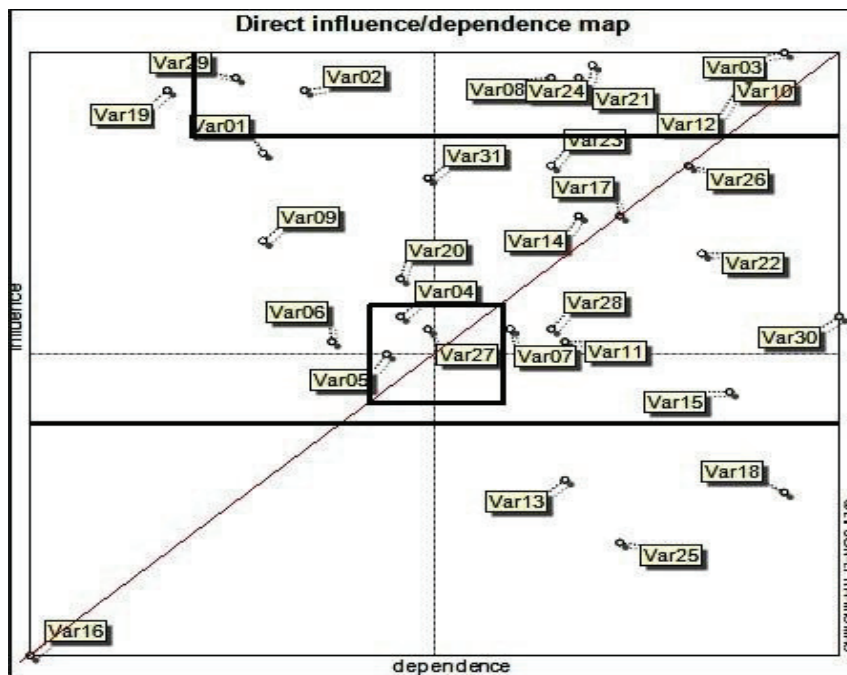 Direct influence/dependence map
Var29
Var02
Var03
Var08
Var24
Var10
Var19
Var21
Var01
Var12
Var23
Var31
Var26
Var17
Var09
Var14
Var20
Var22
Var04
Var06
Var28
Var30
Var27
Var07
Var11
Var05
Var15
Var18
Var13
Var25
Var16
influence
dependence